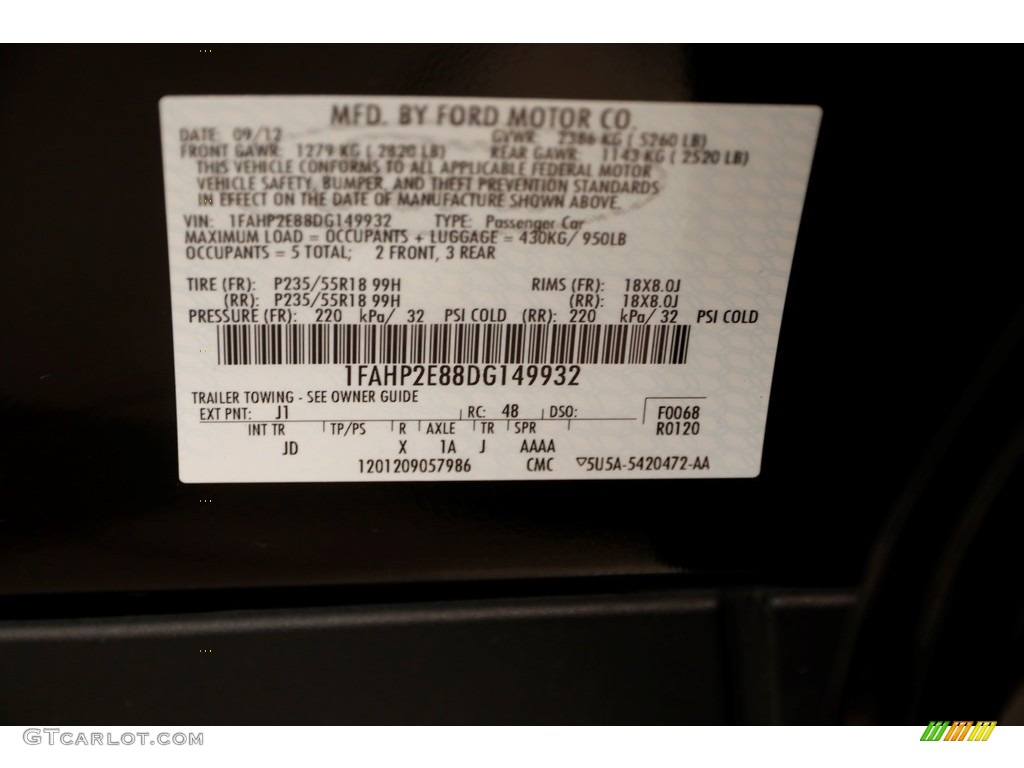 MFD. BY FORD MOTOR CO.
DATE: 09/12 GVWR: 2386 KG ( 5260 LB)
FRONT GAWR: 1279 KG ( 2820 LB) REAR GAWR: 1143 KG ( 2520 LB)
THIS VEHICLE CONFORMS TO ALL APPLICABLE FEDERAL MOTOR
VEHICLE SAFETY, BUMPER, AND THEFT PREVENTION STANDARDS
IN EFFECT ON THE DATE OF MANUFACTURE SHOWN ABOVE.
VIN: 1FAHP2E88DG149932 TYPE: Passenger Car
MAXIMUM LOAD = OCCUPANTS + LUGGAGE = 430KG/ 950LB
OCCUPANTS = 5 TOTAL; 2 FRONT, 3 REAR
TIRE (FR): P235/55R18 99H RIMS (FR): 18X8.0J
(RR): P235/55R18 99H (RR): 18X8.0J
PRESSURE (FR): 220 kPa/ 32 PSI COLD (RR): 220 kPa/ 32 PSI COLD
1FAHP2E88DG149932
TRAILER TOWING - SEE OWNER GUIDE
EXT PNT: J1 RC: 48 DSO: F0068
INT TR TP/PS R AXLE TR SPR R0120
JD X 1A J AAAA
1201209057986 CMC ▽5U5A-5420472-AA
GTCARLOT.COM